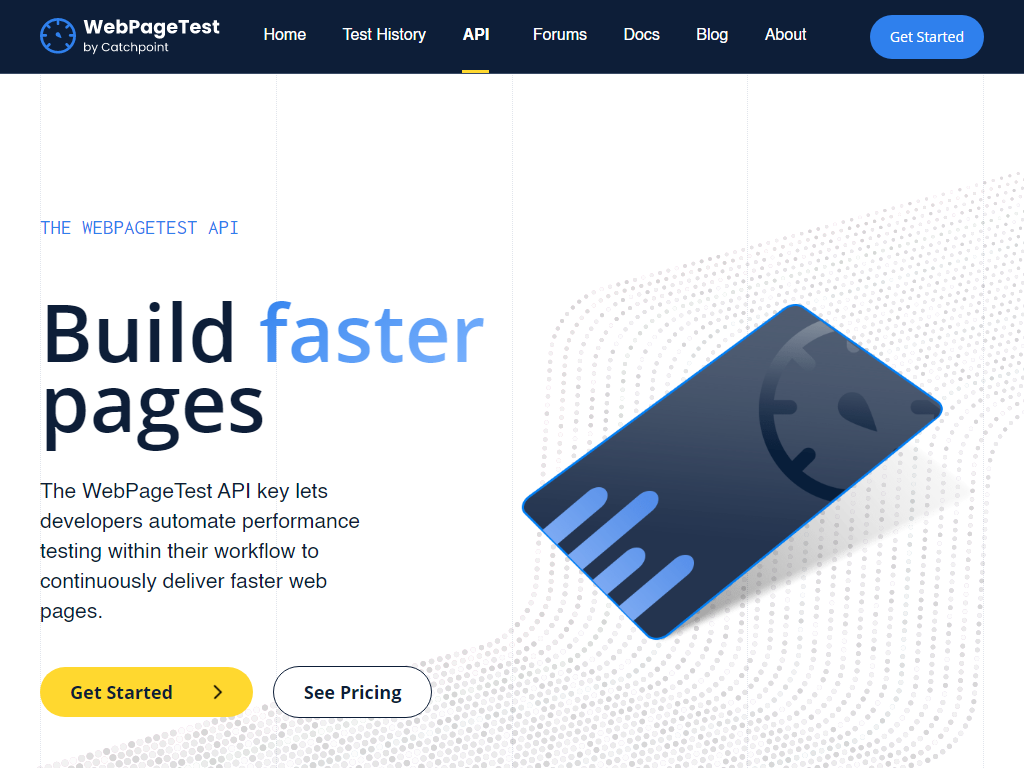 WebPageTest
by Catchpoint
Home
Test History
API
Forums
Docs
Blog
About
Get Started
THE WEBPAGETEST API
Build faster
pages
The WebPageTest API key lets
developers automate performance
testing within their workflow to
continuously deliver faster web
pages.
Get Started
See Pricing